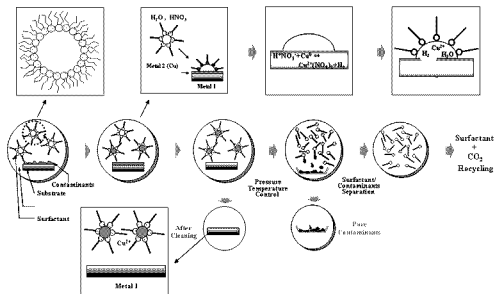 H₂O , HNO₃
Metal 2 (Cu)
Metal 1
H⁺NO₃⁻+Cu⁰ ⇔
Cu²⁺(NO₃)₂+H₂
Cu²⁺
H₂
H₂O
Contaminants
Substrate
Surfactant
Pressure
Temperature
Control
Surfactant/
Contaminants
Separation
Surfactant
+
CO₂
Recycling
After
Cleaning
Pure
Contaminants
Cu²⁺
Metal 1